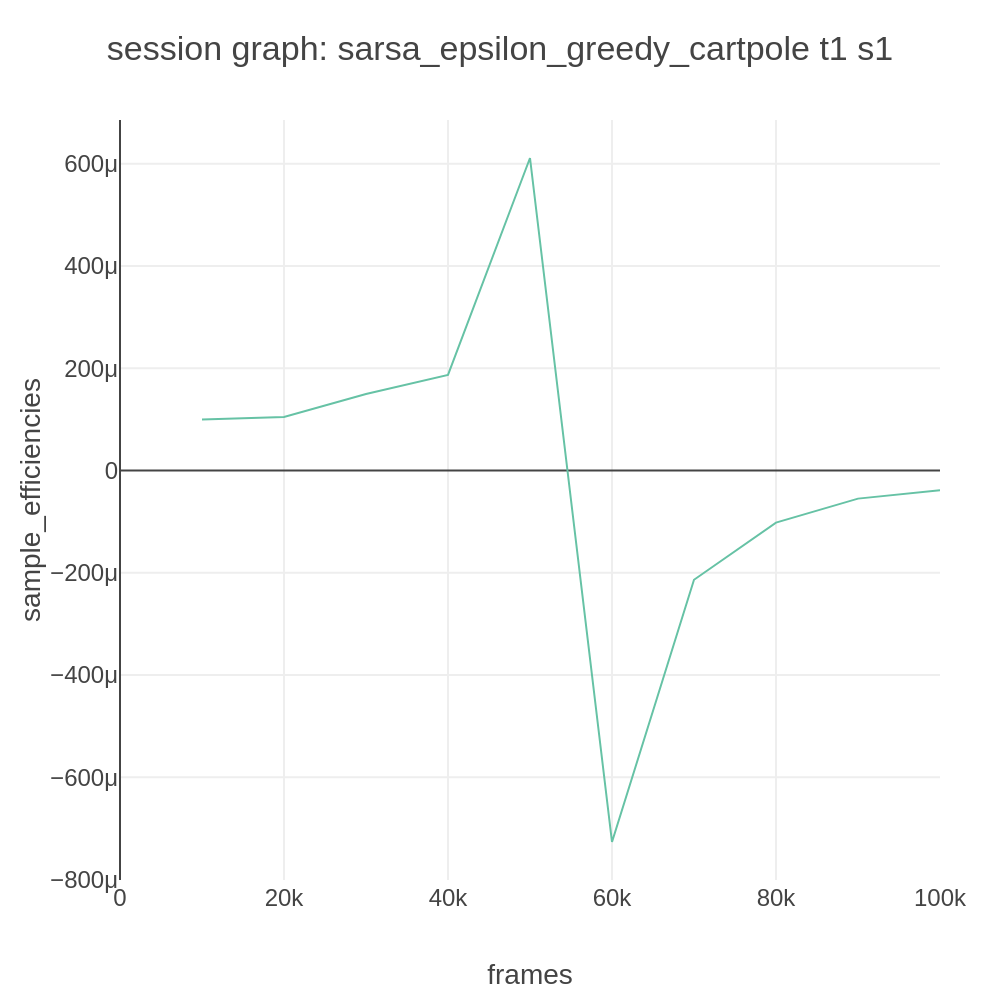 session graph: sarsa_epsilon_greedy_cartpole t1 s1
600μ
400μ
200μ
0
−200μ
−400μ
−600μ
−800μ
sample_efficiencies
0 20k 40k 60k 80k 100k
frames